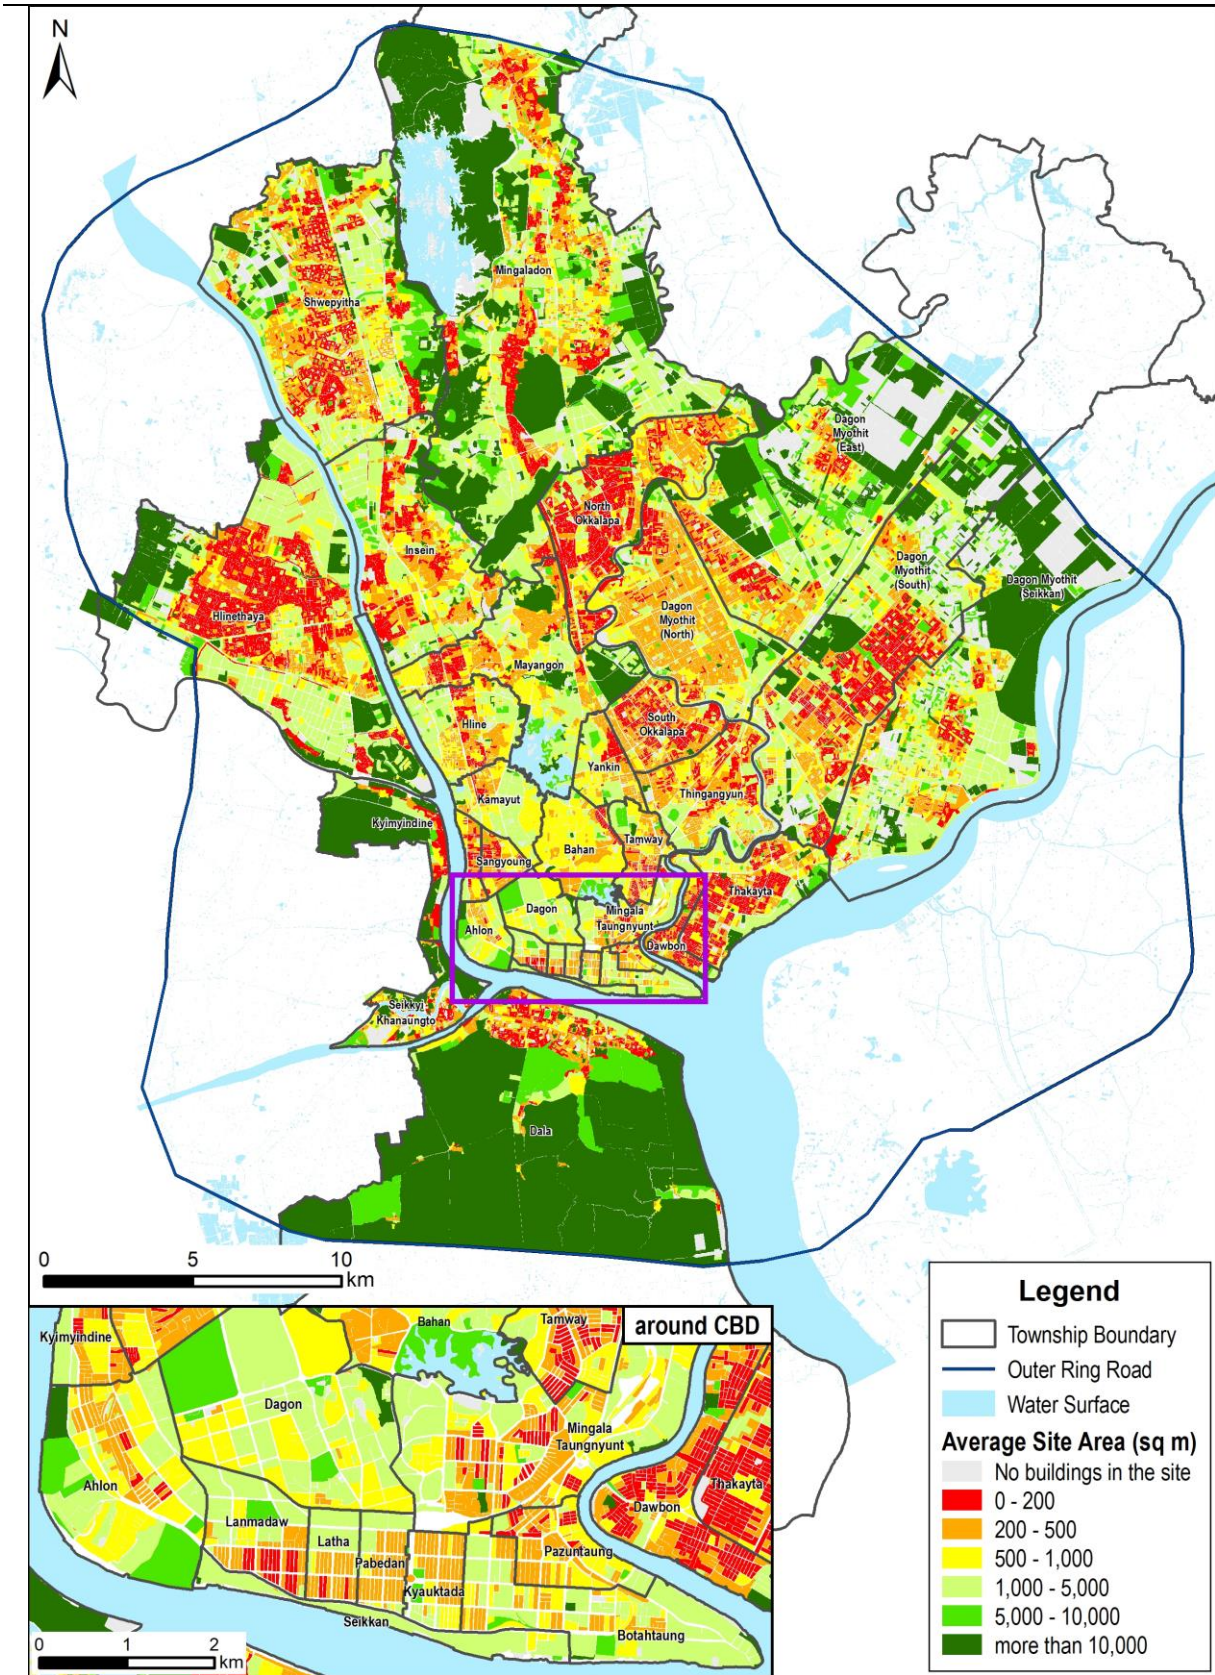 N
Mingaladon
Shwepyitha
Dagon
Myothit
(East)
North
Okkalapa
Insein
Dagon
Myothit
(South)
Dagon Myothit
(Seikkan)
Hlinethaya
Dagon
Myothit
(North)
Mayangon
Hline
South
Okkalapa
Yankin
Kamayut
Thingangyun
Kyimyindine
Tamway
Bahan
Sangyoung
Thakayta
Dagon
Mingala
Taungnyunt
Ahlon
Dawbon
Seikkyi
Khanaungto
Dala
0 5 10
km
around CBD
Kyimyindine
Bahan
Tamway
Dagon
Mingala
Taungnyunt
Ahlon
Thakayta
Dawbon
Lanmadaw
Latha
Pabedan
Pazuntaung
Kyauktada
Seikkan
Botahtaung
0 1 2
km
Legend
Township Boundary
Outer Ring Road
Water Surface
Average Site Area (sq m)
No buildings in the site
0 - 200
200 - 500
500 - 1,000
1,000 - 5,000
5,000 - 10,000
more than 10,000